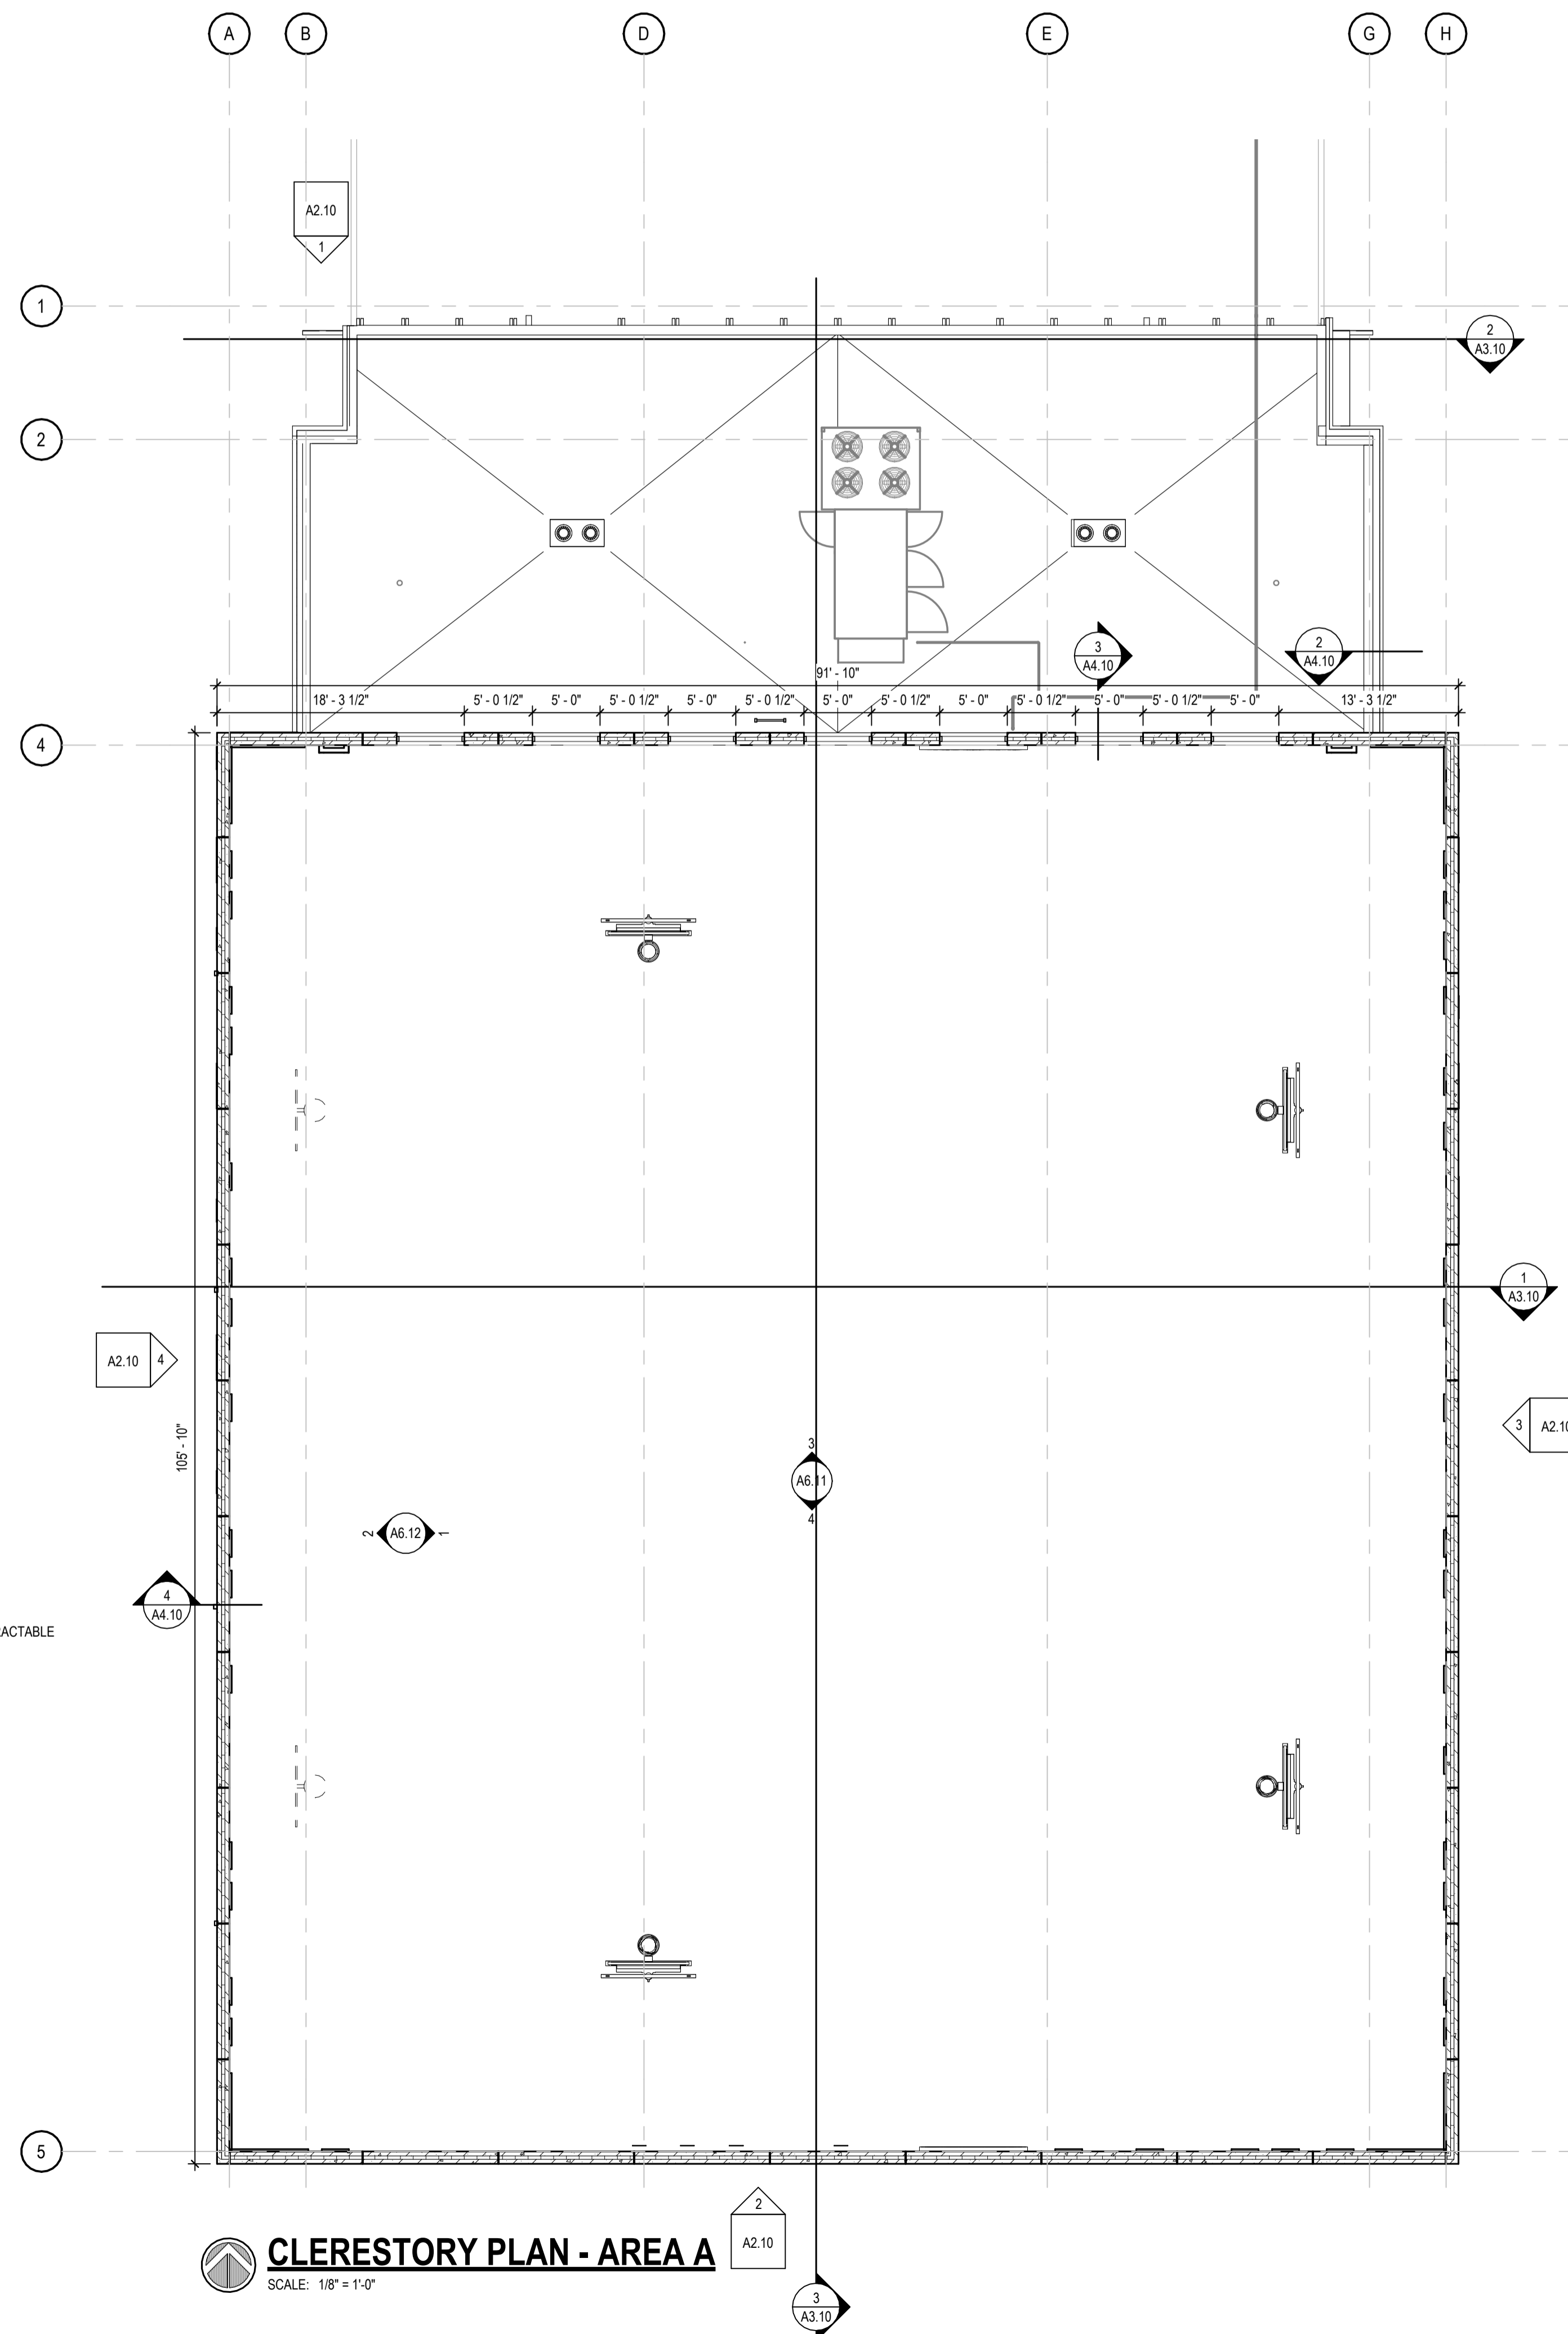 A B D E G H
A2.10
1
1
2
A3.10
2
3
A4.10
2
A4.10
91' - 10"
18' - 3 1/2" 5' - 0 1/2" 5' - 0" 5' - 0 1/2" 5' - 0" 5' - 0 1/2" 5' - 0" 5' - 0 1/2" 5' - 0" 5' - 0 1/2" 5' - 0" 5' - 0 1/2" 5' - 0" 13' - 3 1/2"
4
1
A3.10
A2.10 4
3 A2.10
105' - 10"
3
A6.11
4
2 A6.12 1
4
A4.10
ACTABLE
5
2
A2.10
CLERESTORY PLAN - AREA A
SCALE: 1/8" = 1'-0"
3
A3.10